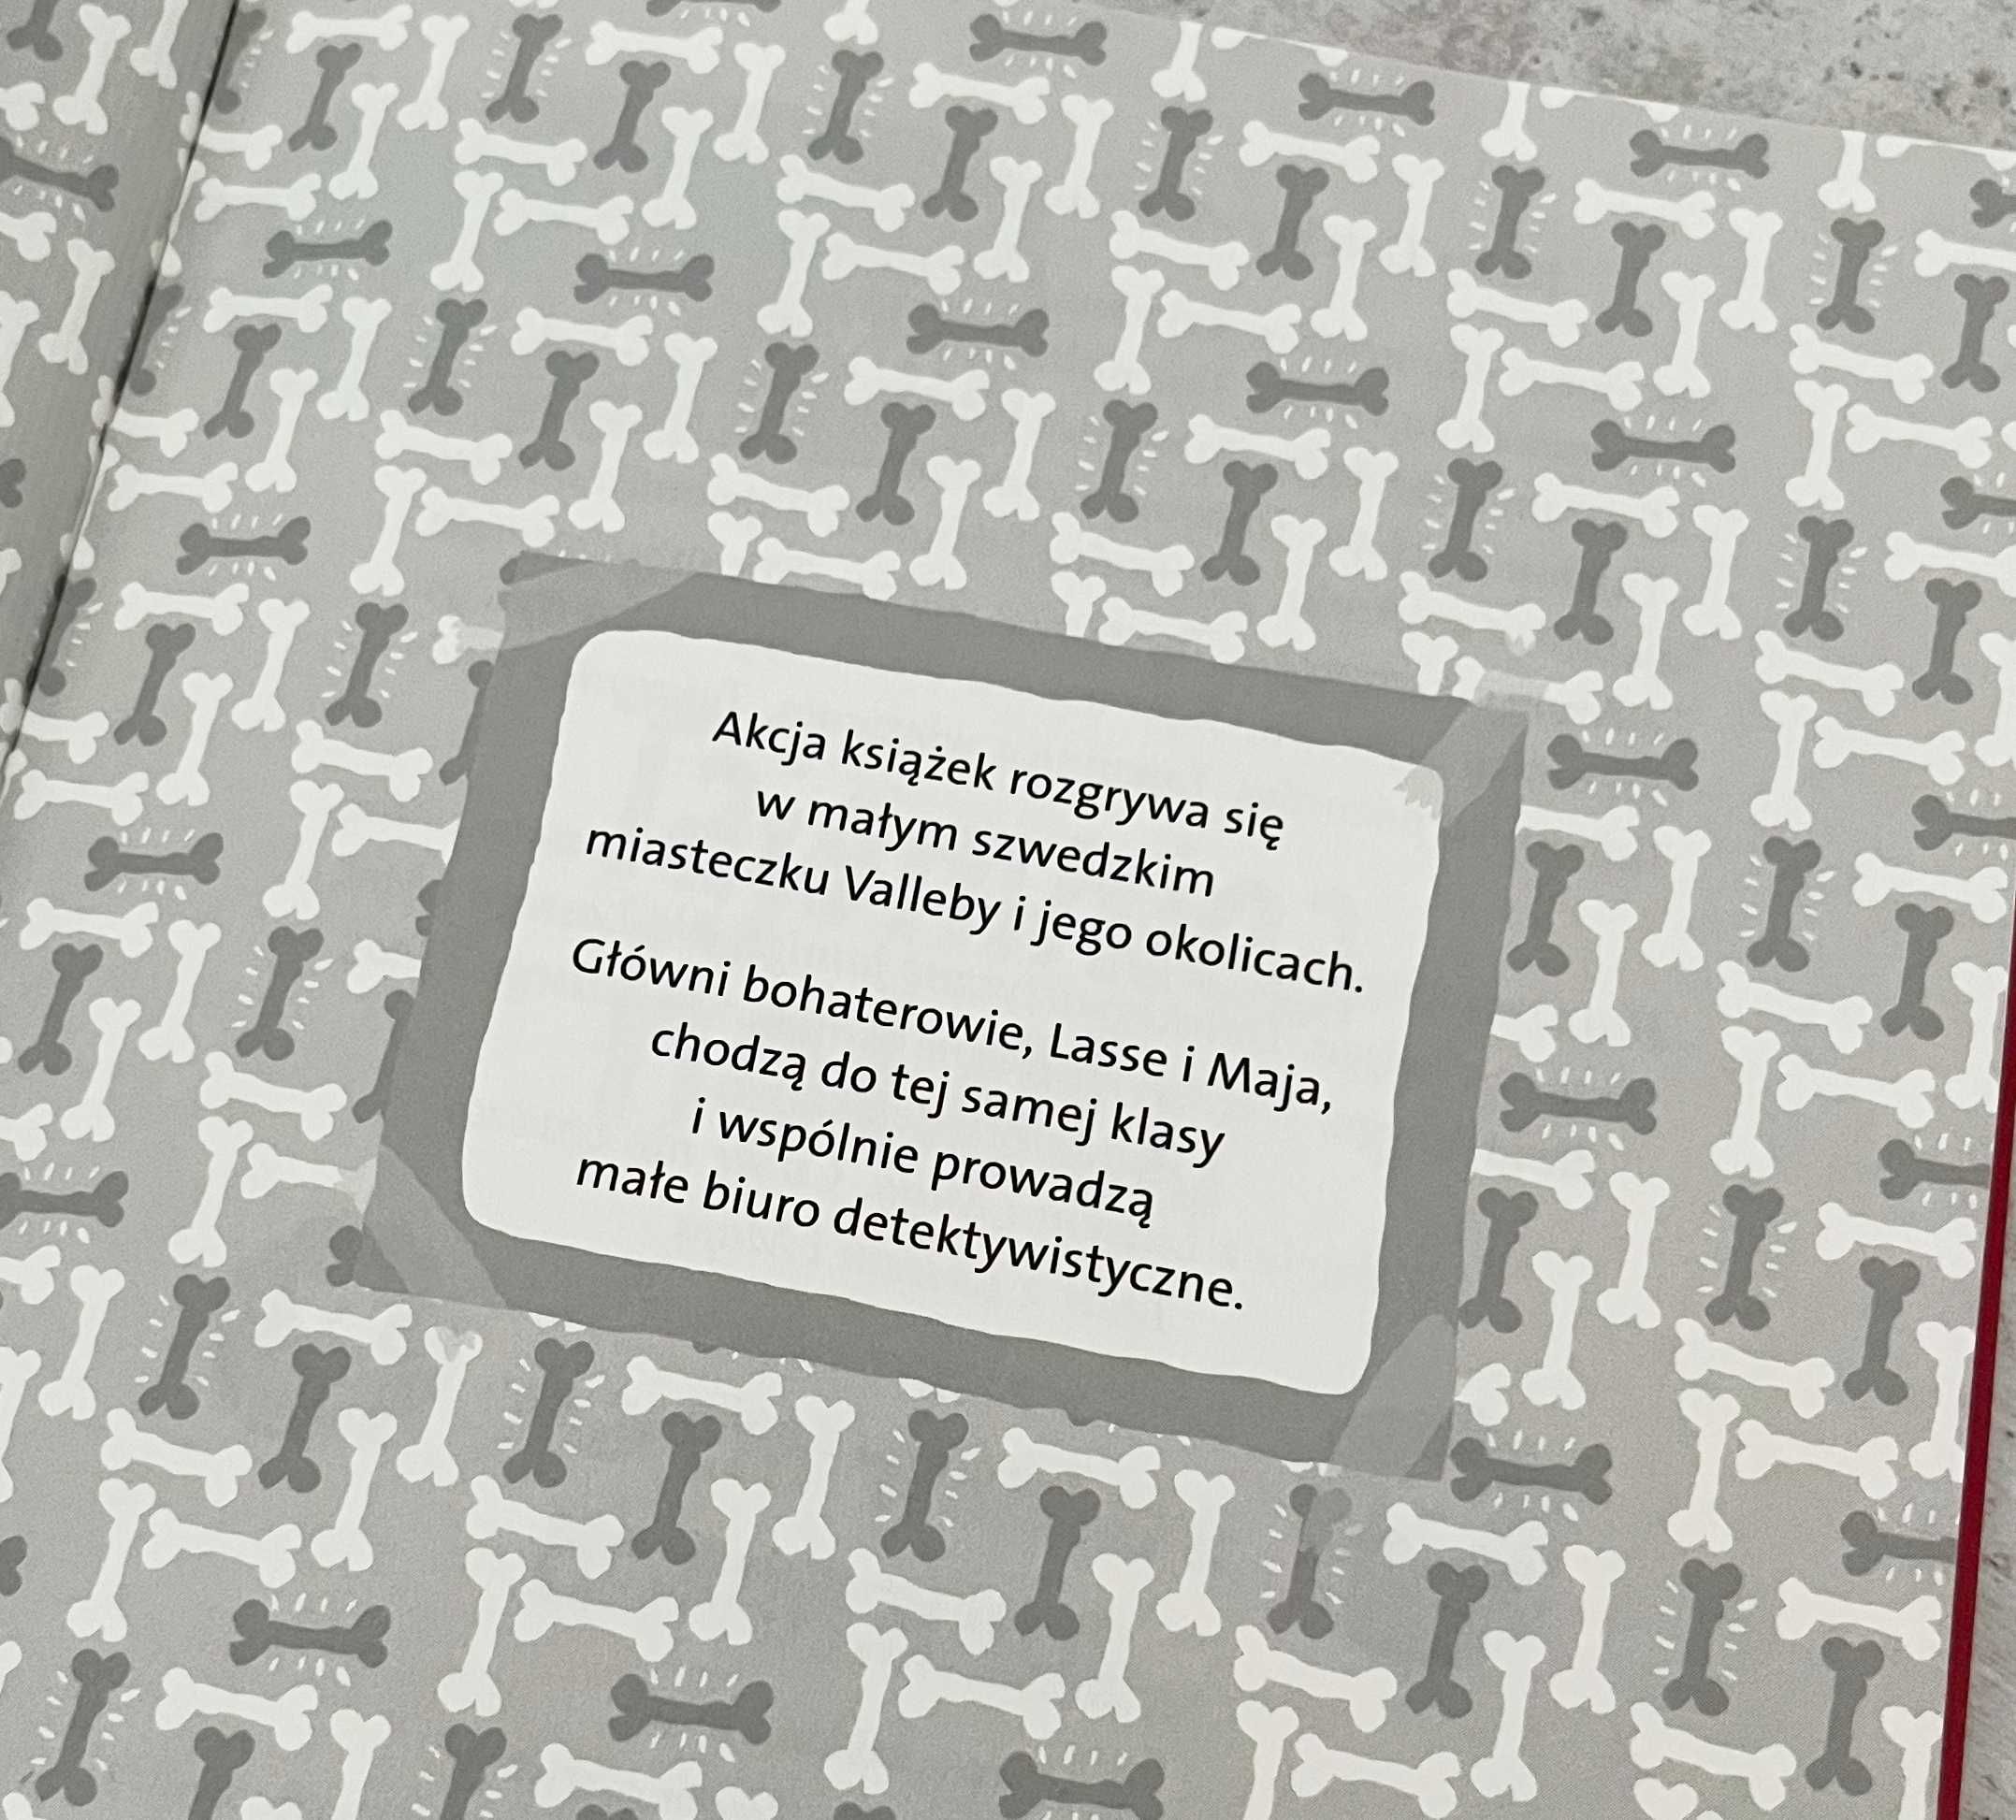 Akcja książek rozgrywa się
w małym szwedzkim
miasteczku Valleby i jego okolicach.
Główni bohaterowie, Lasse i Maja,
chodzą do tej samej klasy
i wspólnie prowadzą
małe biuro detektywistyczne.